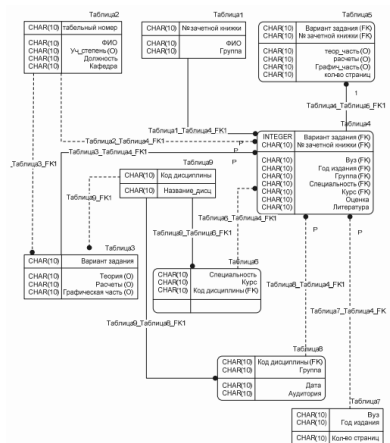 Таблица2
CHAR(10) табельный номер
CHAR(10) ФИО
CHAR(10) Уч_степень(O)
CHAR(10) Должность
CHAR(10) Кафедра
Таблица1
CHAR(10) №зачетной книжки
CHAR(10) ФИО
CHAR(10) Группа
Таблица5
CHAR(10) Вариант задания (FK)
CHAR(10) № зачетной книжки (FK)
CHAR(10) теор_часть(O)
CHAR(10) расчеты(O)
CHAR(10) Графич_часть (O)
CHAR(10) кол-во страниц
1
Таблица4_Таблица5_FK1
Таблица4
INTEGER Вариант задания (FK)
CHAR(10) № зачетной книжки (FK)
CHAR(10) Вуз (FK)
CHAR(10) Год издания (FK)
CHAR(10) Группа(FK)
CHAR(10) Специальность (FK)
CHAR(10) Курс (FK)
CHAR(10) Оценка
CHAR(10) Литература
Таблица1_Таблица4_FK1
P
Таблица2_Таблица4_FK1
P
Таблица3_Таблица4_FK1
P
_Таблица3_FK1
Таблица9
CHAR(10) Код дисциплины
CHAR(10) Название_дисц
Таблица9_FK1
Таблица6_Таблица4_FK1
Таблица9_Таблица6_FK1
P
P
Таблица3
CHAR(10) Вариант задания
CHAR(10) Теория (O)
CHAR(10) Расчеты (O)
CHAR(10) Графическая часть (O)
Таблица6
CHAR(10) Специальность
CHAR(10) Курс
CHAR(10) Код дисциплины (FK)
Таблица8_Таблица4_FK1
Таблица7_Таблица4_FK
Таблица9_Таблица8_FK1
Таблица8
CHAR(10) Код дисциплины (FK)
CHAR(10) Группа
CHAR(10) Дата
CHAR(10) Аудитория
Таблица7
CHAR(10) Вуз
CHAR(10) Год издания
CHAR(10) Кол-во страниц